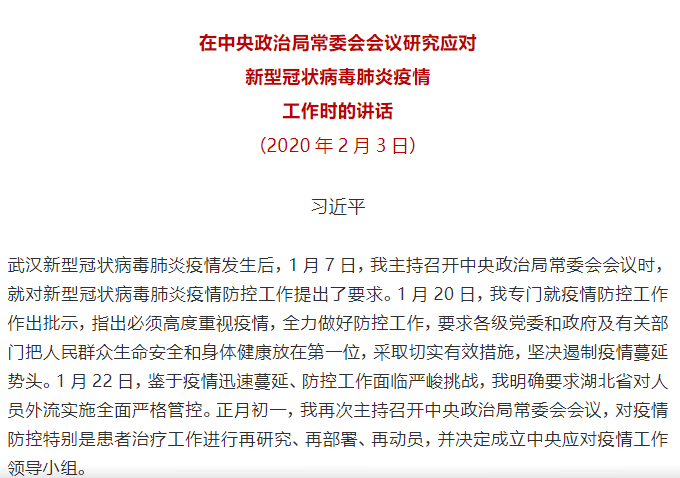 在中央政治局常委会会议研究应对
新型冠状病毒肺炎疫情
工作时的讲话
（2020 年 2 月 3 日）
习近平
武汉新型冠状病毒肺炎疫情发生后，1 月 7 日，我主持召开中央政治局常委会会议时，
就对新型冠状病毒肺炎疫情防控工作提出了要求。1 月 20 日，我专门就疫情防控工作
作出批示，指出必须高度重视疫情，全力做好防控工作，要求各级党委和政府及有关部
门把人民群众生命安全和身体健康放在第一位，采取切实有效措施，坚决遏制疫情蔓延
势头。1 月 22 日，鉴于疫情迅速蔓延、防控工作面临严峻挑战，我明确要求湖北省对人
员外流实施全面严格管控。正月初一，我再次主持召开中央政治局常委会会议，对疫情
防控特别是患者治疗工作进行再研究、再部署、再动员，并决定成立中央应对疫情工作
领导小组。